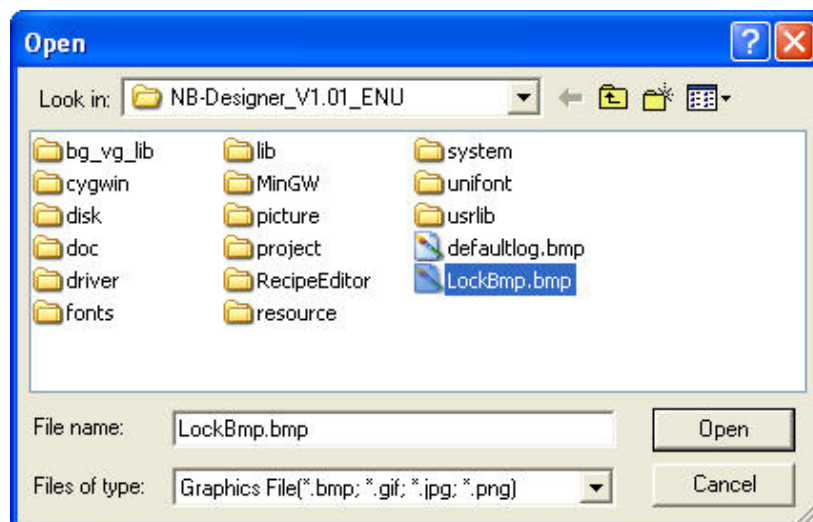 Open
Look in: NB-Designer_V1.01_ENU
bg_vg_lib lib system
cygwin MinGW unifont
disk picture usrlib
doc project defaultlog.bmp
driver RecipeEditor LockBmp.bmp
fonts resource
File name: LockBmp.bmp Open
Files of type: Graphics File(*.bmp; *.gif; *.jpg; *.png) Cancel